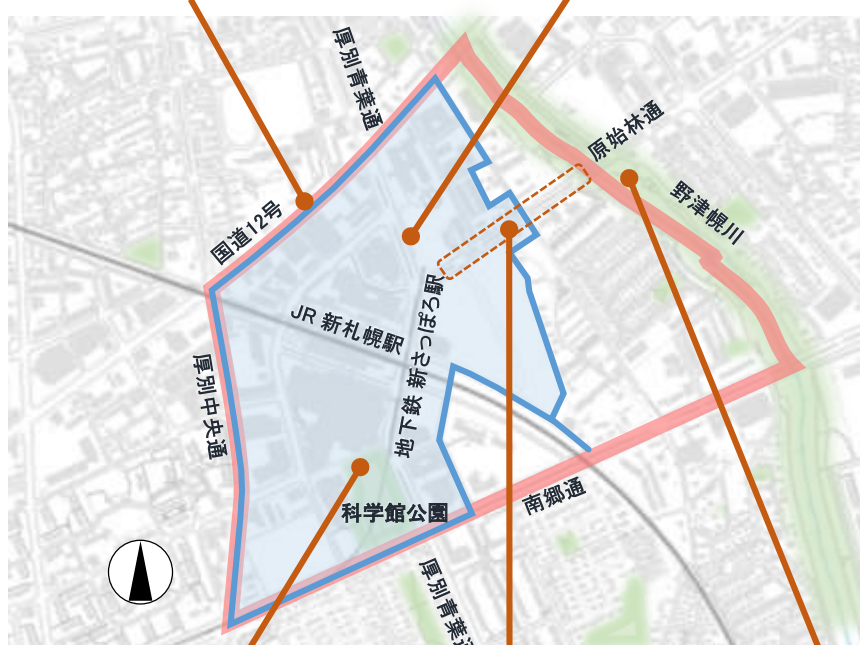 厚別青葉通
原始林通
野津幌川
国道12号
JR 新札幌駅
地下鉄 新さっぽろ駅
厚別中央通
科学館公園
南郷通
厚別青葉通